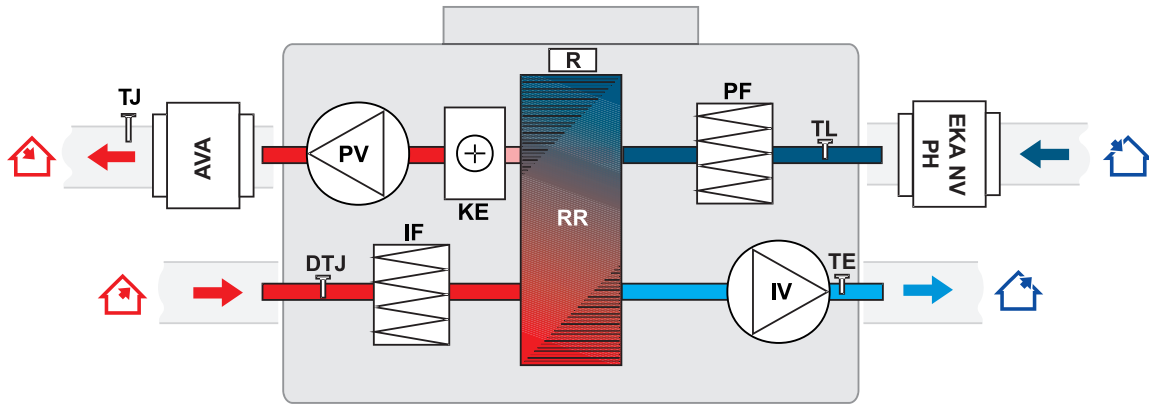 R
TJ
AVA
PV
KE
PF
TL
EKA NV
PH
RR
IF
DTJ
IV
TE